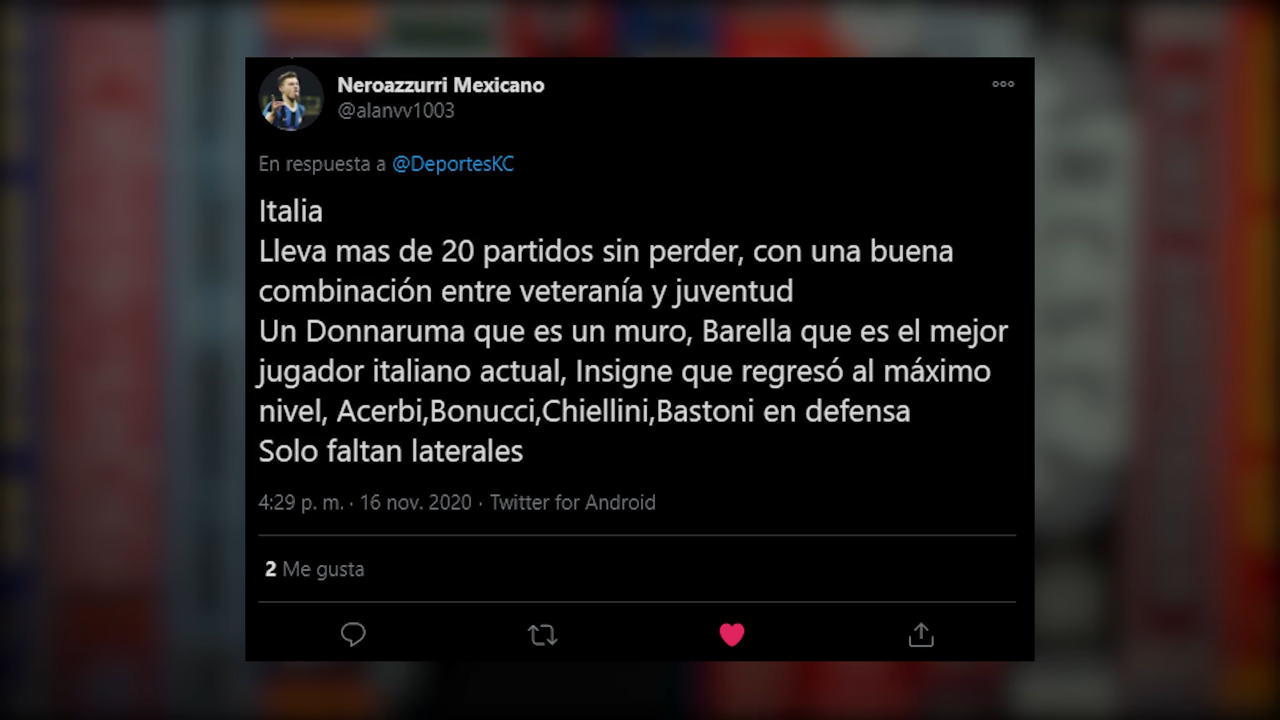 Neroazzurri Mexicano
@alanvv1003
En respuesta a @DeportesKC
Italia
Lleva mas de 20 partidos sin perder, con una buena
combinación entre veteranía y juventud
Un Donnaruma que es un muro, Barella que es el mejor
jugador italiano actual, Insigne que regresó al máximo
nivel, Acerbi,Bonucci,Chiellini,Bastoni en defensa
Solo faltan laterales
4:29 p. m. · 16 nov. 2020 · Twitter for Android
2 Me gusta